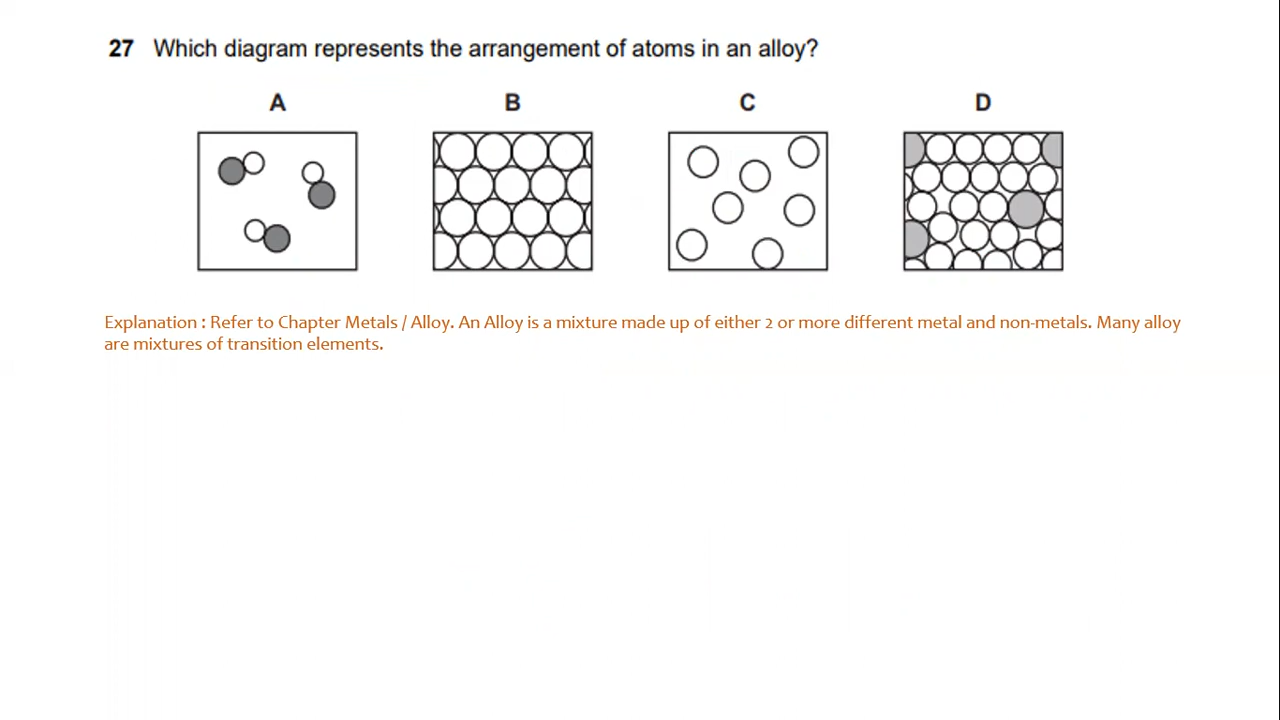 27 Which diagram represents the arrangement of atoms in an alloy?
A B C D
Explanation : Refer to Chapter Metals / Alloy. An Alloy is a mixture made up of either 2 or more different metal and non-metals. Many alloy
are mixtures of transition elements.